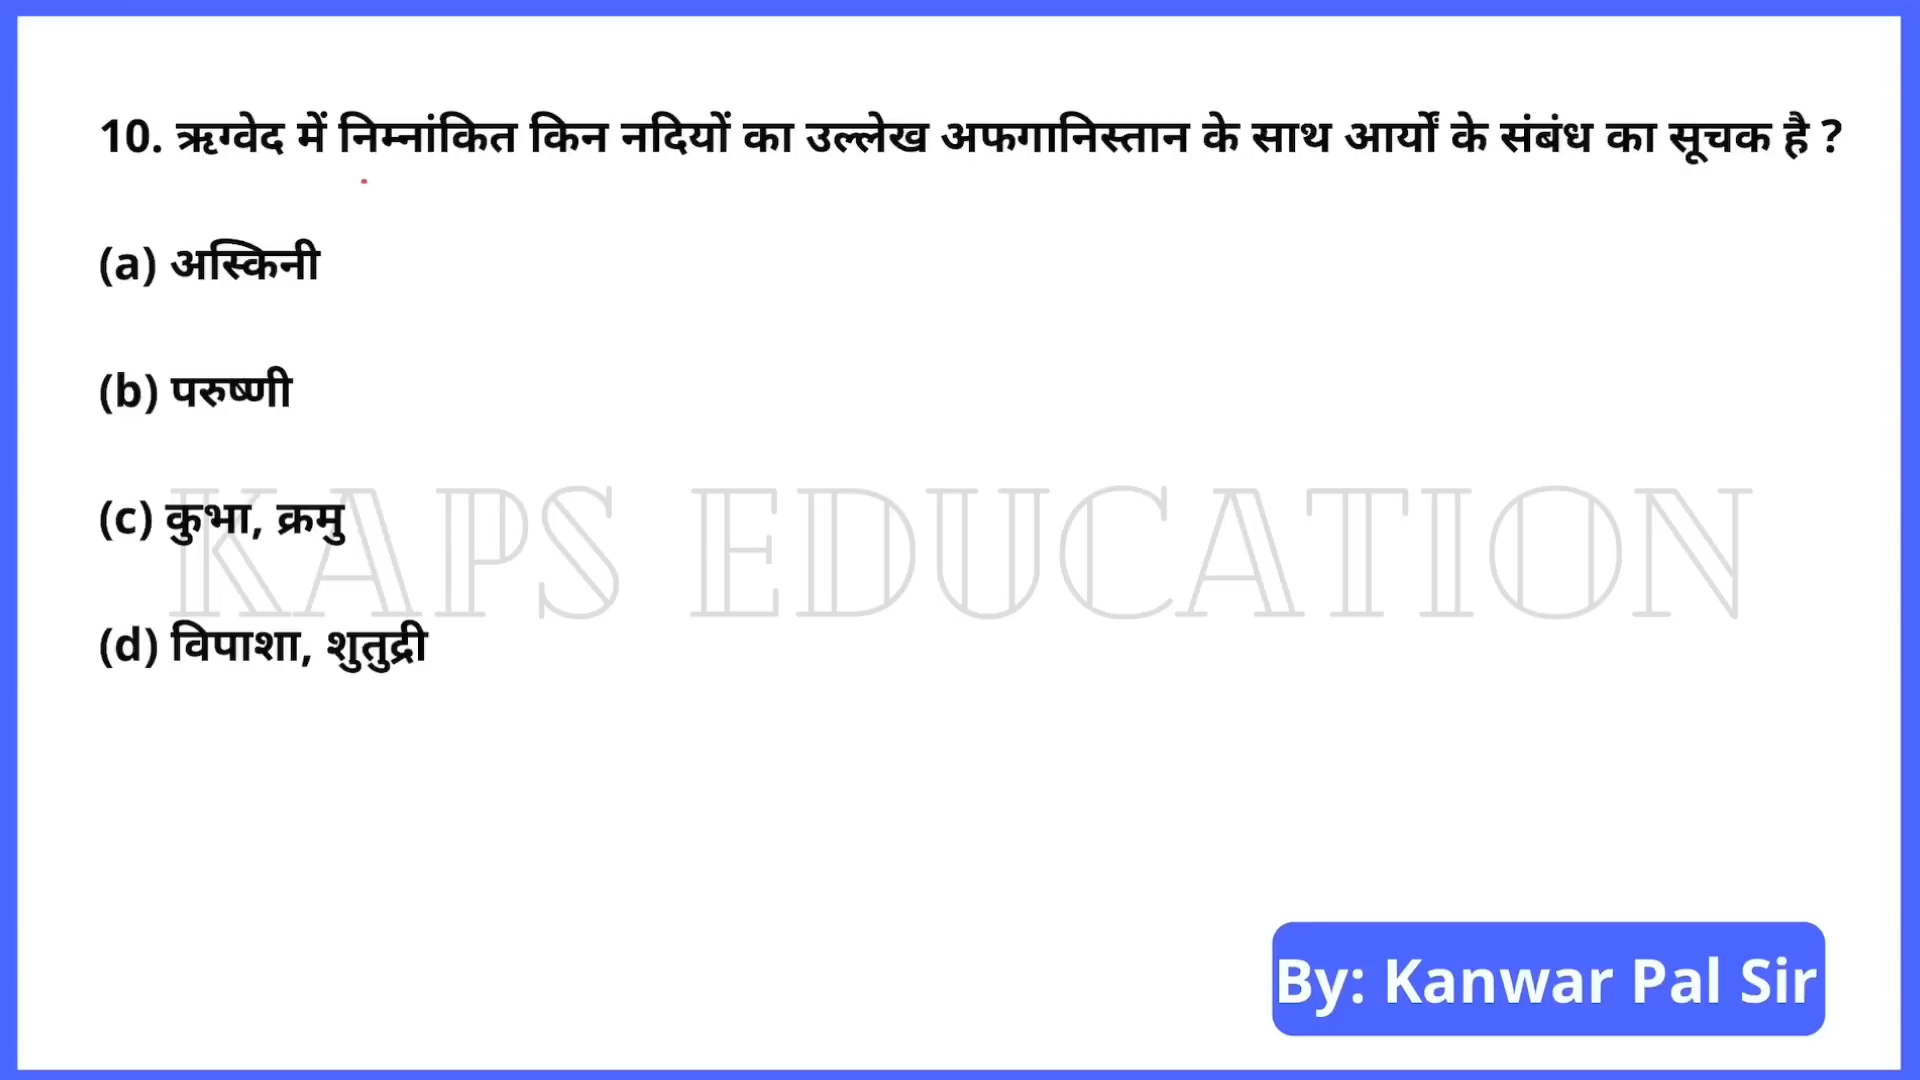 10. ऋग्वेद में निम्नांकित किन नदियों का उल्लेख अफगानिस्तान के साथ आर्यों के संबंध का सूचक है ?
(a) अस्किनी
(b) परुष्णी
(c) कुभा, क्रमु
KAPS EDUCATION
(d) विपाशा, शुतुद्री
By: Kanwar Pal Sir